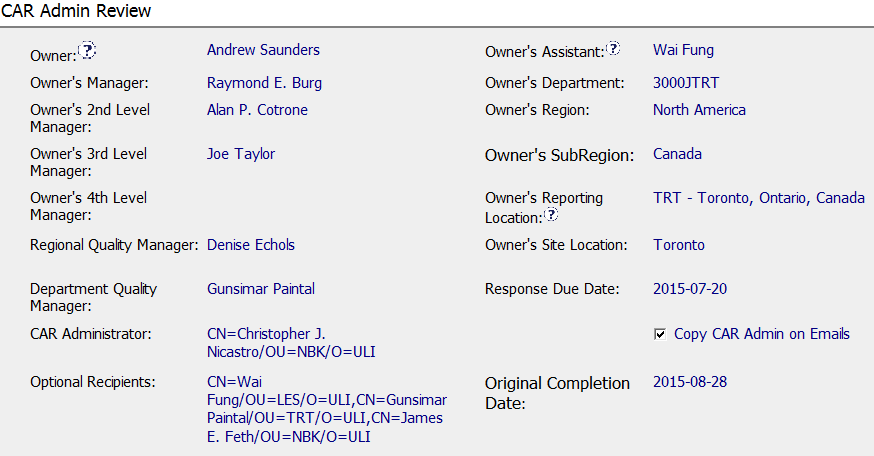 CAR Admin Review
Owner:? Andrew Saunders Owner's Assistant:? Wai Fung
Owner's Manager: Raymond E. Burg Owner's Department: 3000JTRT
Owner's 2nd Level Alan P. Cotrone Owner's Region: North America
Manager:
Owner's 3rd Level Joe Taylor Owner's SubRegion: Canada
Manager:
Owner's 4th Level Owner's Reporting TRT - Toronto, Ontario, Canada
Manager: Location:?
Regional Quality Manager: Denise Echols Owner's Site Location: Toronto
Department Quality Gunsimar Paintal Response Due Date: 2015-07-20
Manager:
CAR Administrator: CN=Christopher J. Copy CAR Admin on Emails
Nicastro/OU=NBK/O=ULI
Optional Recipients: CN=Wai Original Completion 2015-08-28
Fung/OU=LES/O=ULI,CN=Gunsimar Date:
Paintal/OU=TRT/O=ULI,CN=James
E. Feth/OU=NBK/O=ULI